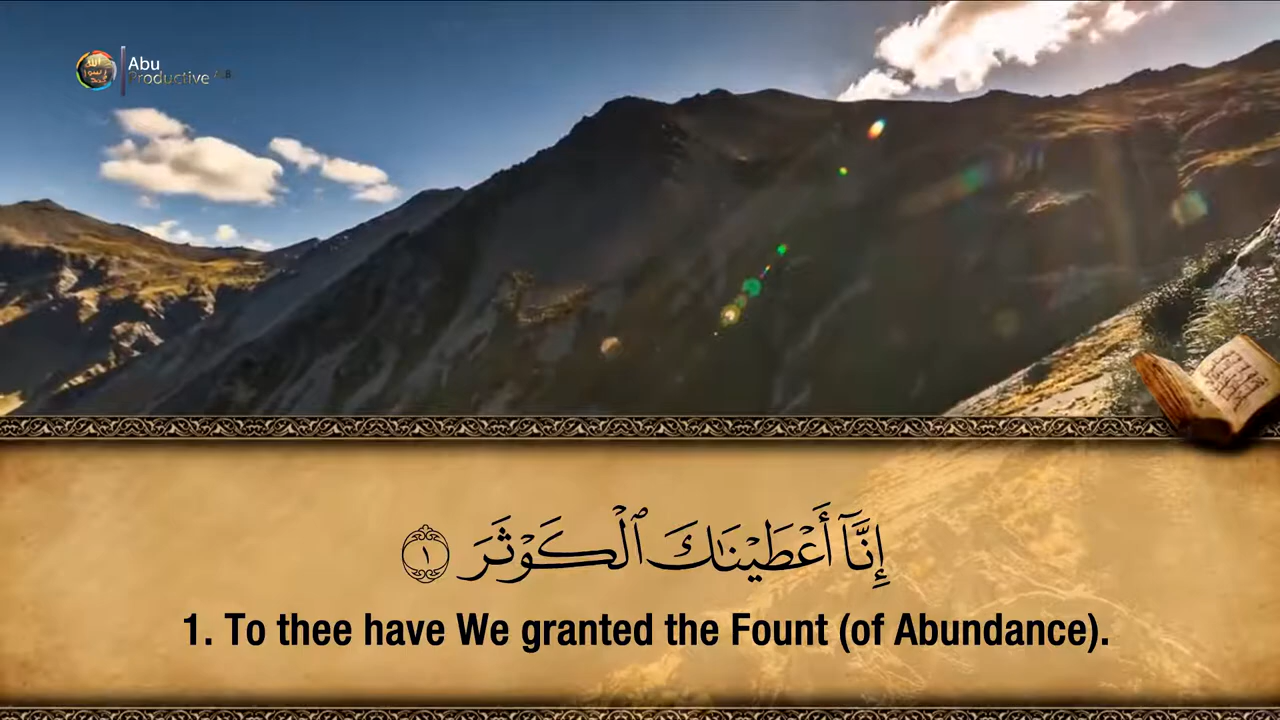 Abu
Productive
إِنَّآ أَعْطَيْنَـٰكَ ٱلْكَوْثَرَ ١
1. To thee have We granted the Fount (of Abundance).